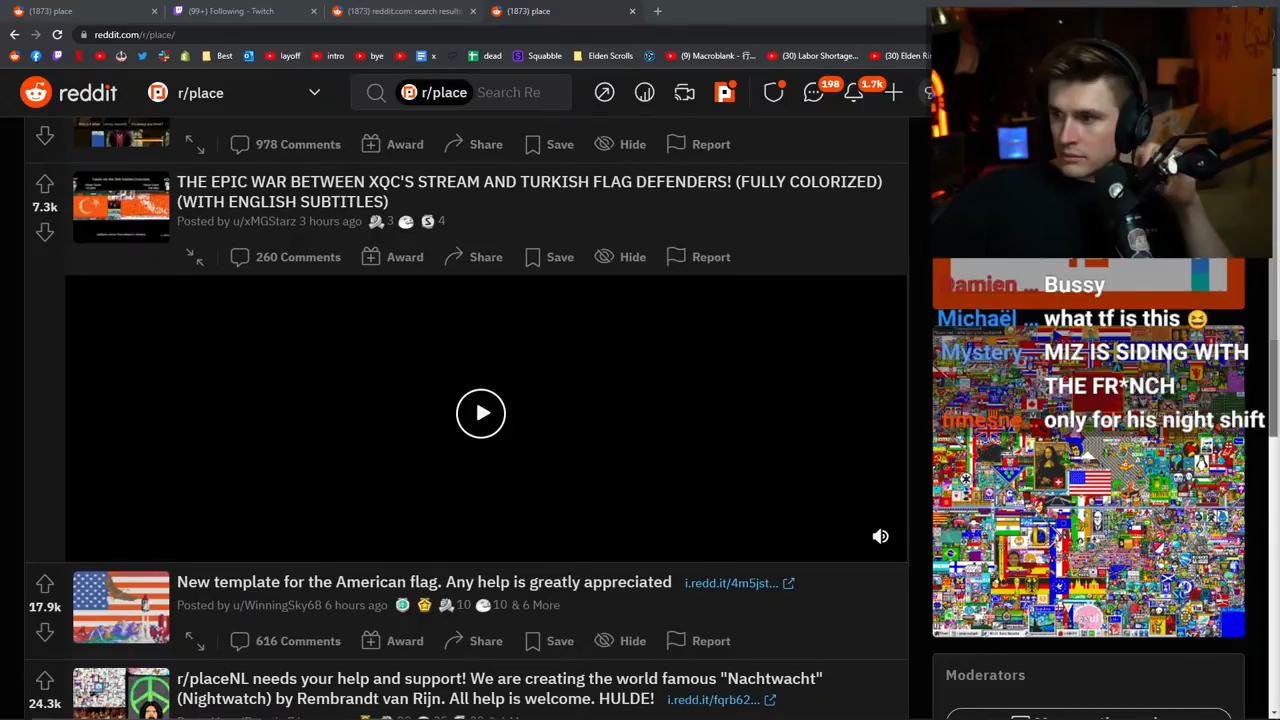 (1873) place
(99+) Following - Twitch
(1873) reddit.com: search results
(1873) place
reddit.com/r/place/
Best
layoff
intro
bye
x
dead
Squabble
Elden Scrolls
(9) Macroblank - 行...
(30) Labor Shortage...
(30) Elden R
reddit
r/place
r/place
Search Re
198
1.7k
978 Comments
Award
Share
Save
Hide
Report
7.3k
THE EPIC WAR BETWEEN XQC'S STREAM AND TURKISH FLAG DEFENDERS! (FULLY COLORIZED)
(WITH ENGLISH SUBTITLES)
Posted by u/xMGStarz 3 hours ago
3
4
260 Comments
Award
Share
Save
Hide
Report
Damien ... Bussy
Michaël ... what tf is this 😆
Mystery... MIZ IS SIDING WITH
THE FR*NCH
timesne... only for his night shift
17.9k
New template for the American flag. Any help is greatly appreciated
i.redd.it/4m5jst...
Posted by u/WinningSky68 6 hours ago
10
10 & 6 More
616 Comments
Award
Share
Save
Hide
Report
24.3k
r/placeNL needs your help and support! We are creating the world famous "Nachtwacht"
(Nightwatch) by Rembrandt van Rijn. All help is welcome. HULDE!
i.redd.it/fqrb62...
Moderators